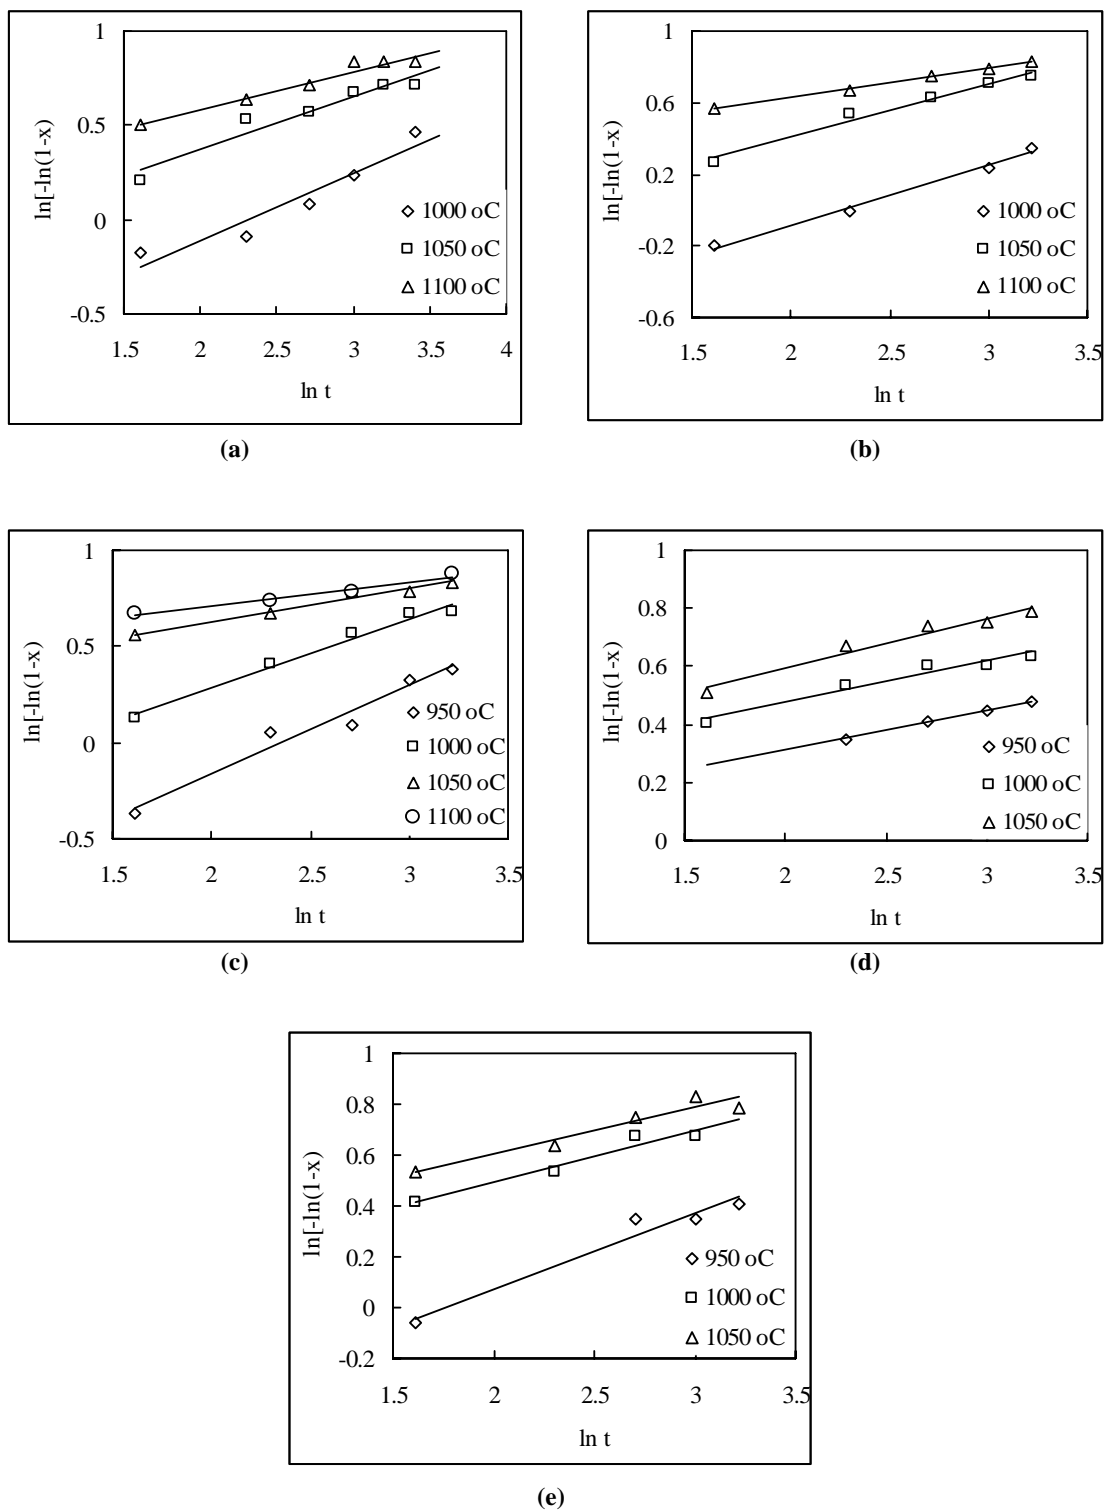 1
0.5
0
-0.5
ln[-ln(1-x)
1000 oC
1050 oC
1100 oC
1.5 2 2.5 3 3.5 4
ln t
(a)
1
0.6
0.2
-0.2
-0.6
ln[-ln(1-x)
1000 oC
1050 oC
1100 oC
1.5 2 2.5 3 3.5
ln t
(b)
1
0.5
0
-0.5
ln[-ln(1-x)
950 oC
1000 oC
1050 oC
1100 oC
1.5 2 2.5 3 3.5
ln t
(c)
1
0.8
0.6
0.4
0.2
0
ln[-ln(1-x)
950 oC
1000 oC
1050 oC
1.5 2 2.5 3 3.5
ln t
(d)
1
0.8
0.6
0.4
0.2
0
-0.2
ln[-ln(1-x)
950 oC
1000 oC
1050 oC
1.5 2 2.5 3 3.5
ln t
(e)